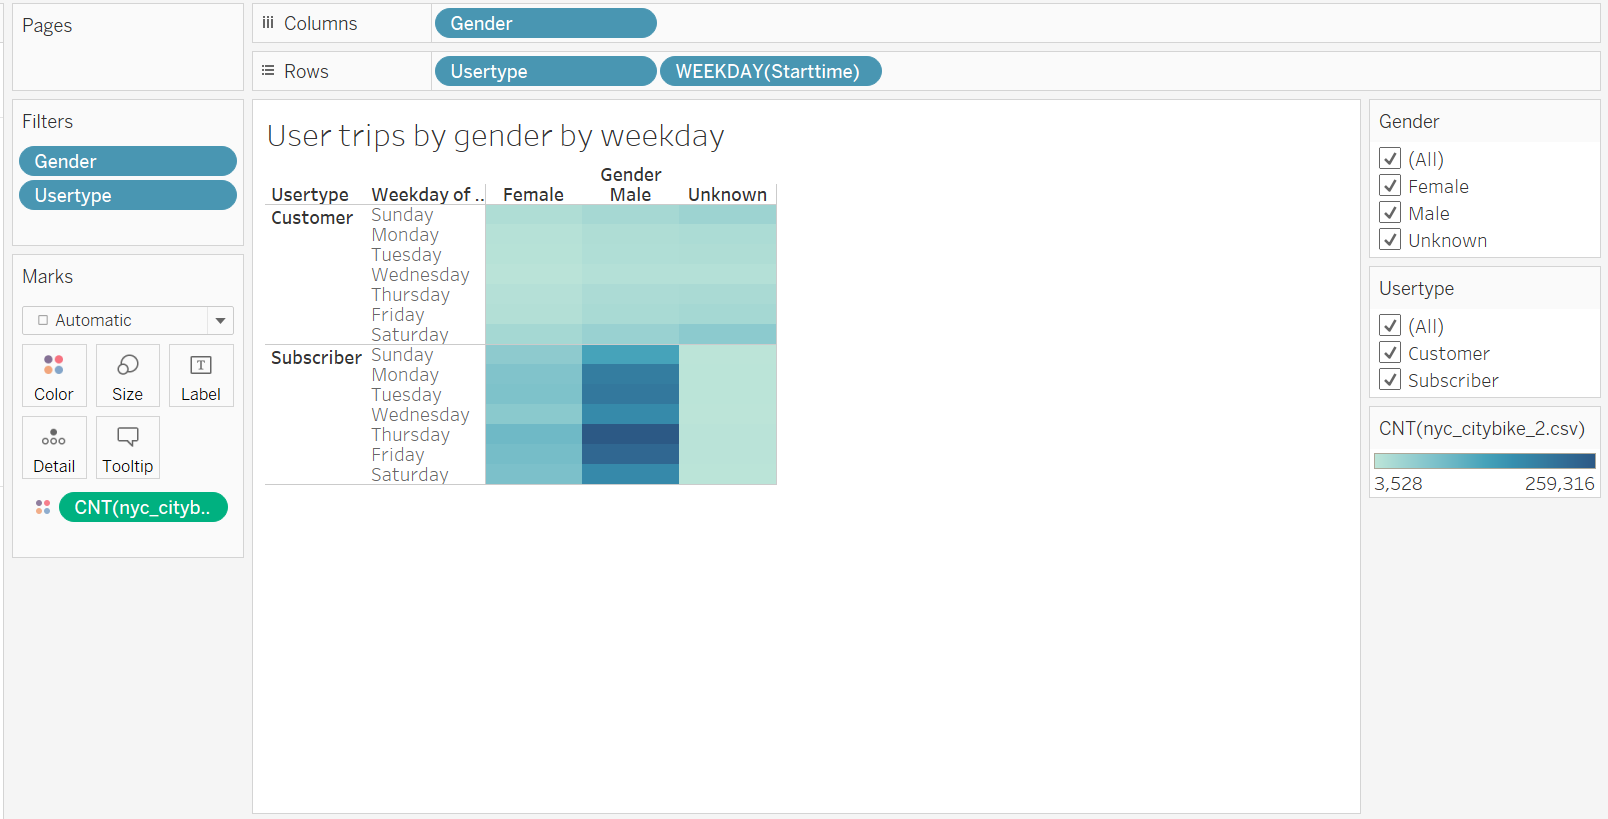 Pages
Columns
Gender
Rows
Usertype
WEEKDAY(Starttime)
Filters
Gender
Usertype
Marks
Automatic
Color
Size
Label
Detail
Tooltip
CNT(nyc_cityb..
User trips by gender by weekday
Gender
Usertype Weekday of .. Female Male Unknown
Customer Sunday
Monday
Tuesday
Wednesday
Thursday
Friday
Saturday
Subscriber Sunday
Monday
Tuesday
Wednesday
Thursday
Friday
Saturday
Gender
(All)
Female
Male
Unknown
Usertype
(All)
Customer
Subscriber
CNT(nyc_citybike_2.csv)
3,528 259,316